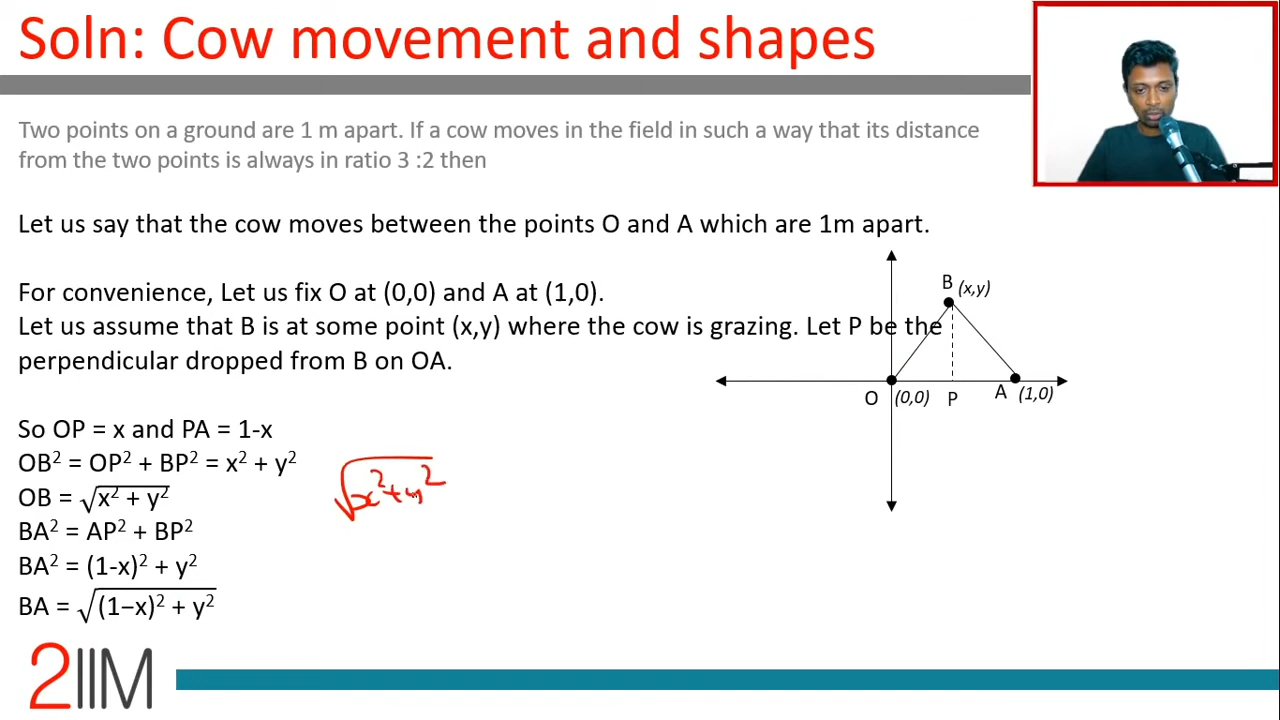 Soln: Cow movement and shapes
Two points on a ground are 1 m apart. If a cow moves in the field in such a way that its distance
from the two points is always in ratio 3 :2 then
Let us say that the cow moves between the points O and A which are 1m apart.
For convenience, Let us fix O at (0,0) and A at (1,0).
Let us assume that B is at some point (x,y) where the cow is grazing. Let P be the
perpendicular dropped from B on OA.
B (x,y)
O (0,0) P A (1,0)
So OP = x and PA = 1-x
OB² = OP² + BP² = x² + y²
OB = √x² + y²
√x²+y²
BA² = AP² + BP²
BA² = (1-x)² + y²
BA = √(1−x)² + y²
2IIM